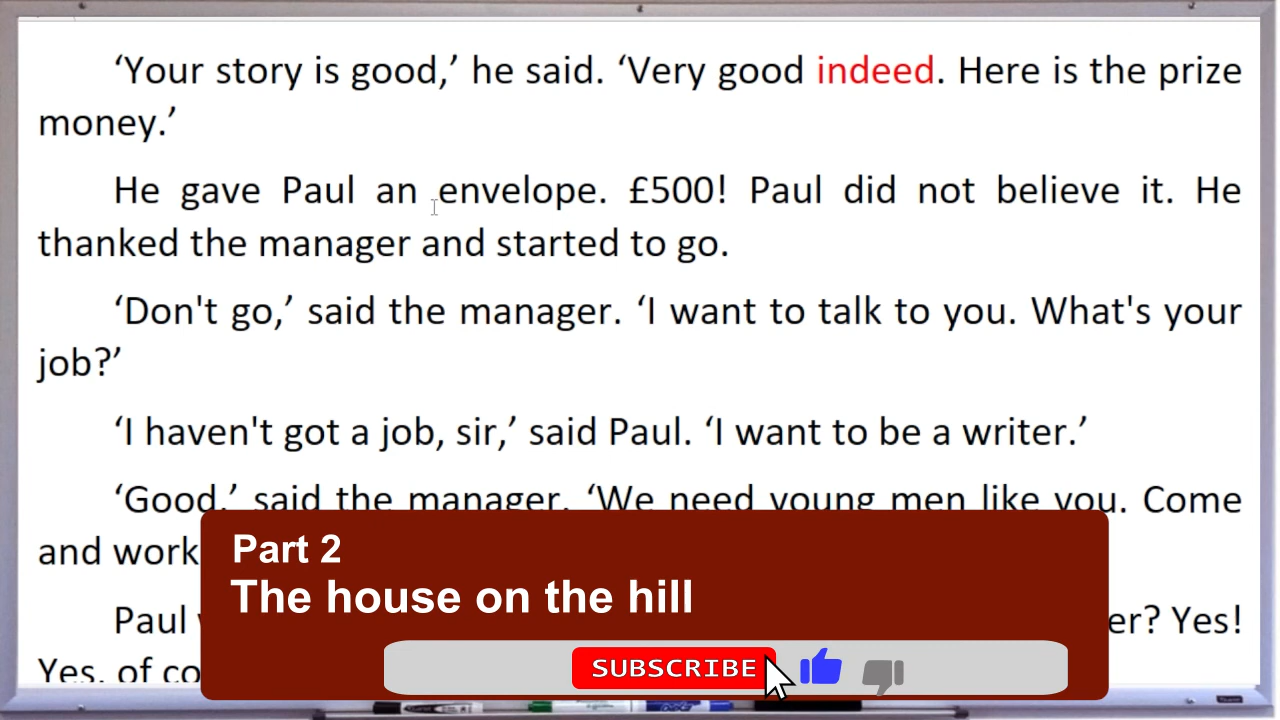 ‘Your story is good,’ he said. ‘Very good indeed. Here is the prize
money.’
He gave Paul an envelope. £500! Paul did not believe it. He
thanked the manager and started to go.
‘Don't go,’ said the manager. ‘I want to talk to you. What's your
job?’
‘I haven't got a job, sir,’ said Paul. ‘I want to be a writer.’
‘Good,’ said the manager. ‘We need young men like you. Come
and work
Part 2
The house on the hill
Paul
er? Yes!
Yes, of co
SUBSCRIBE